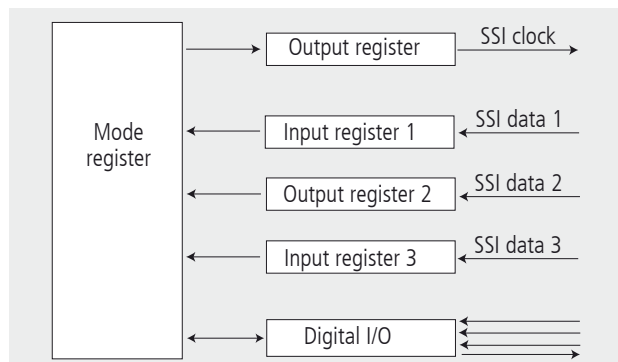 Output register
SSI clock
Mode
register
Input register 1
SSI data 1
Output register 2
SSI data 2
Input register 3
SSI data 3
Digital I/O